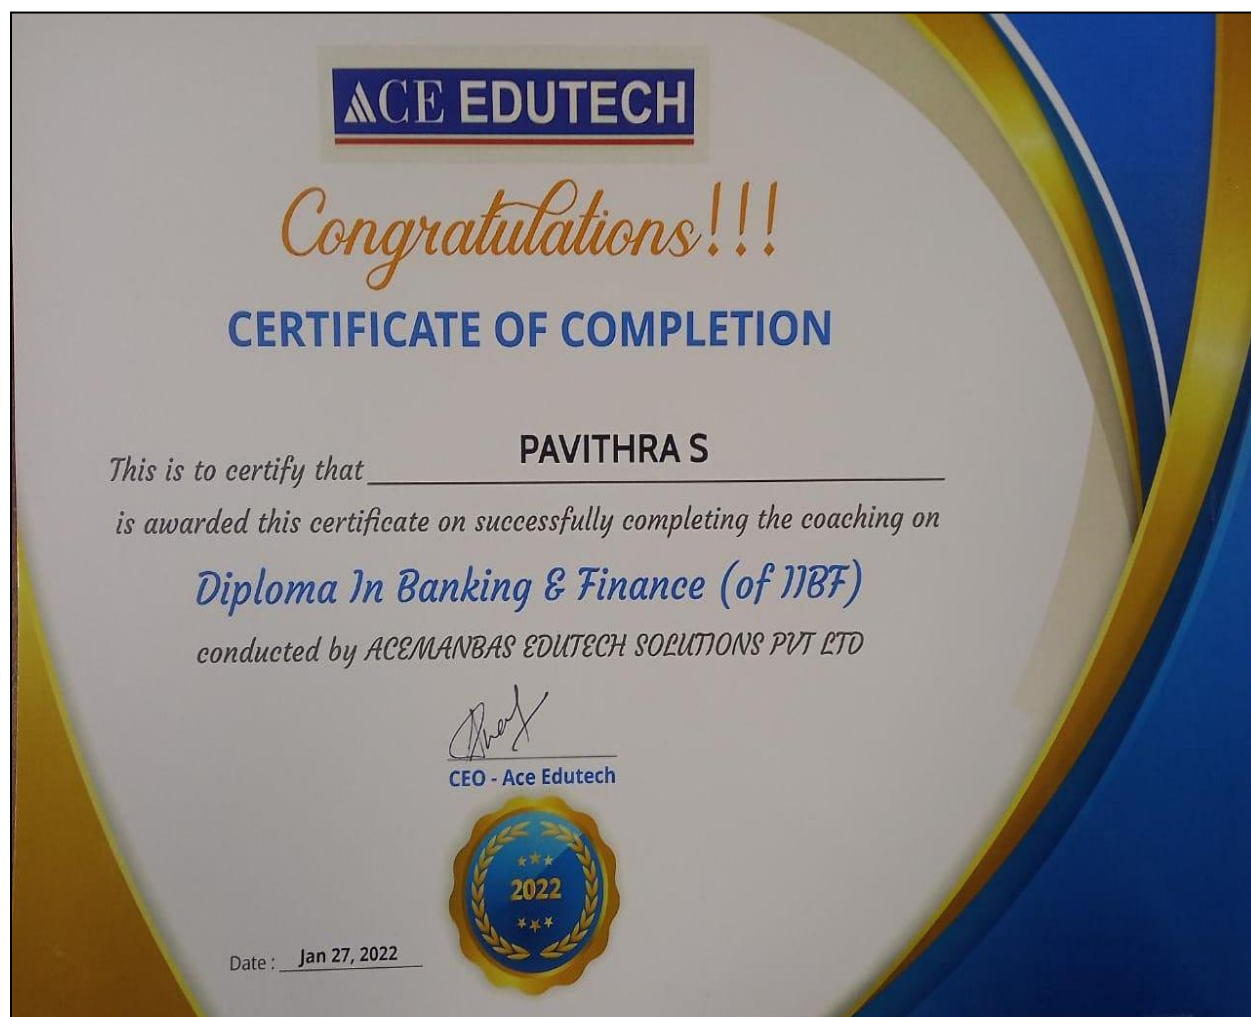 ACE EDUTECH
Congratulations!!!
CERTIFICATE OF COMPLETION
This is to certify that PAVITHRA S
is awarded this certificate on successfully completing the coaching on
Diploma In Banking & Finance (of IIBF)
conducted by ACEMANBAS EDUTECH SOLUTIONS PVT LTD
CEO - Ace Edutech
2022
Date : Jan 27, 2022